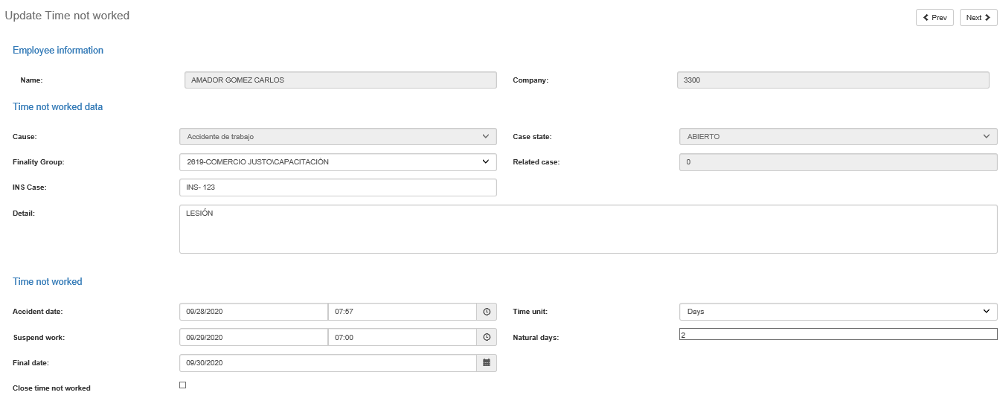 Update Time not worked
Prev Next
Employee information
Name: AMADOR GOMEZ CARLOS Company: 3300
Time not worked data
Cause: Accidente de trabajo Case state: ABIERTO
Finality Group: 2619-COMERCIO JUSTO\CAPACITACIÓN Related case: 0
INS Case: INS- 123
Detail: LESIÓN
Time not worked
Accident date: 09/28/2020 07:57 Time unit: Days
Suspend work: 09/29/2020 07:00 Natural days: 2
Final date: 09/30/2020
Close time not worked